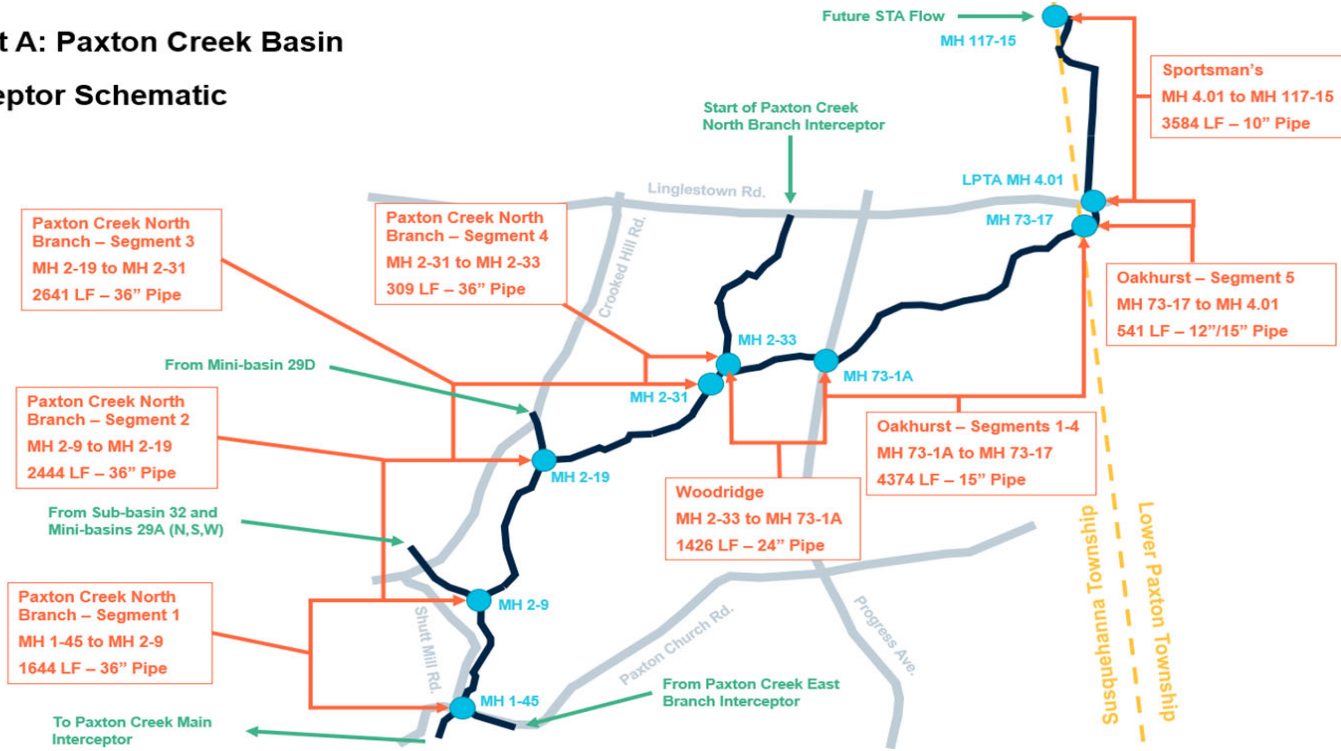 t A: Paxton Creek Basin
eptor Schematic
Future STA Flow
MH 117-15
Sportsman's
MH 4.01 to MH 117-15
3584 LF – 10” Pipe
Start of Paxton Creek
North Branch Interceptor
Linglestown Rd.
LPTA MH 4.01
MH 73-17
Paxton Creek North
Branch – Segment 3
MH 2-19 to MH 2-31
2641 LF – 36” Pipe
Paxton Creek North
Branch – Segment 4
MH 2-31 to MH 2-33
309 LF – 36” Pipe
Crooked Hill Rd.
Oakhurst – Segment 5
MH 73-17 to MH 4.01
541 LF – 12”/15” Pipe
MH 2-33
MH 73-1A
MH 2-31
From Mini-basin 29D
Paxton Creek North
Branch – Segment 2
MH 2-9 to MH 2-19
2444 LF – 36” Pipe
Oakhurst – Segments 1-4
MH 73-1A to MH 73-17
4374 LF – 15” Pipe
MH 2-19
Woodridge
MH 2-33 to MH 73-1A
1426 LF – 24” Pipe
From Sub-basin 32 and
Mini-basins 29A (N,S,W)
Susquehanna Township
Lower Paxton Township
Paxton Creek North
Branch – Segment 1
MH 1-45 to MH 2-9
1644 LF – 36” Pipe
MH 2-9
Shutt Mill Rd.
Paxton Church Rd.
Progress Ave.
MH 1-45
From Paxton Creek East
Branch Interceptor
To Paxton Creek Main
Interceptor